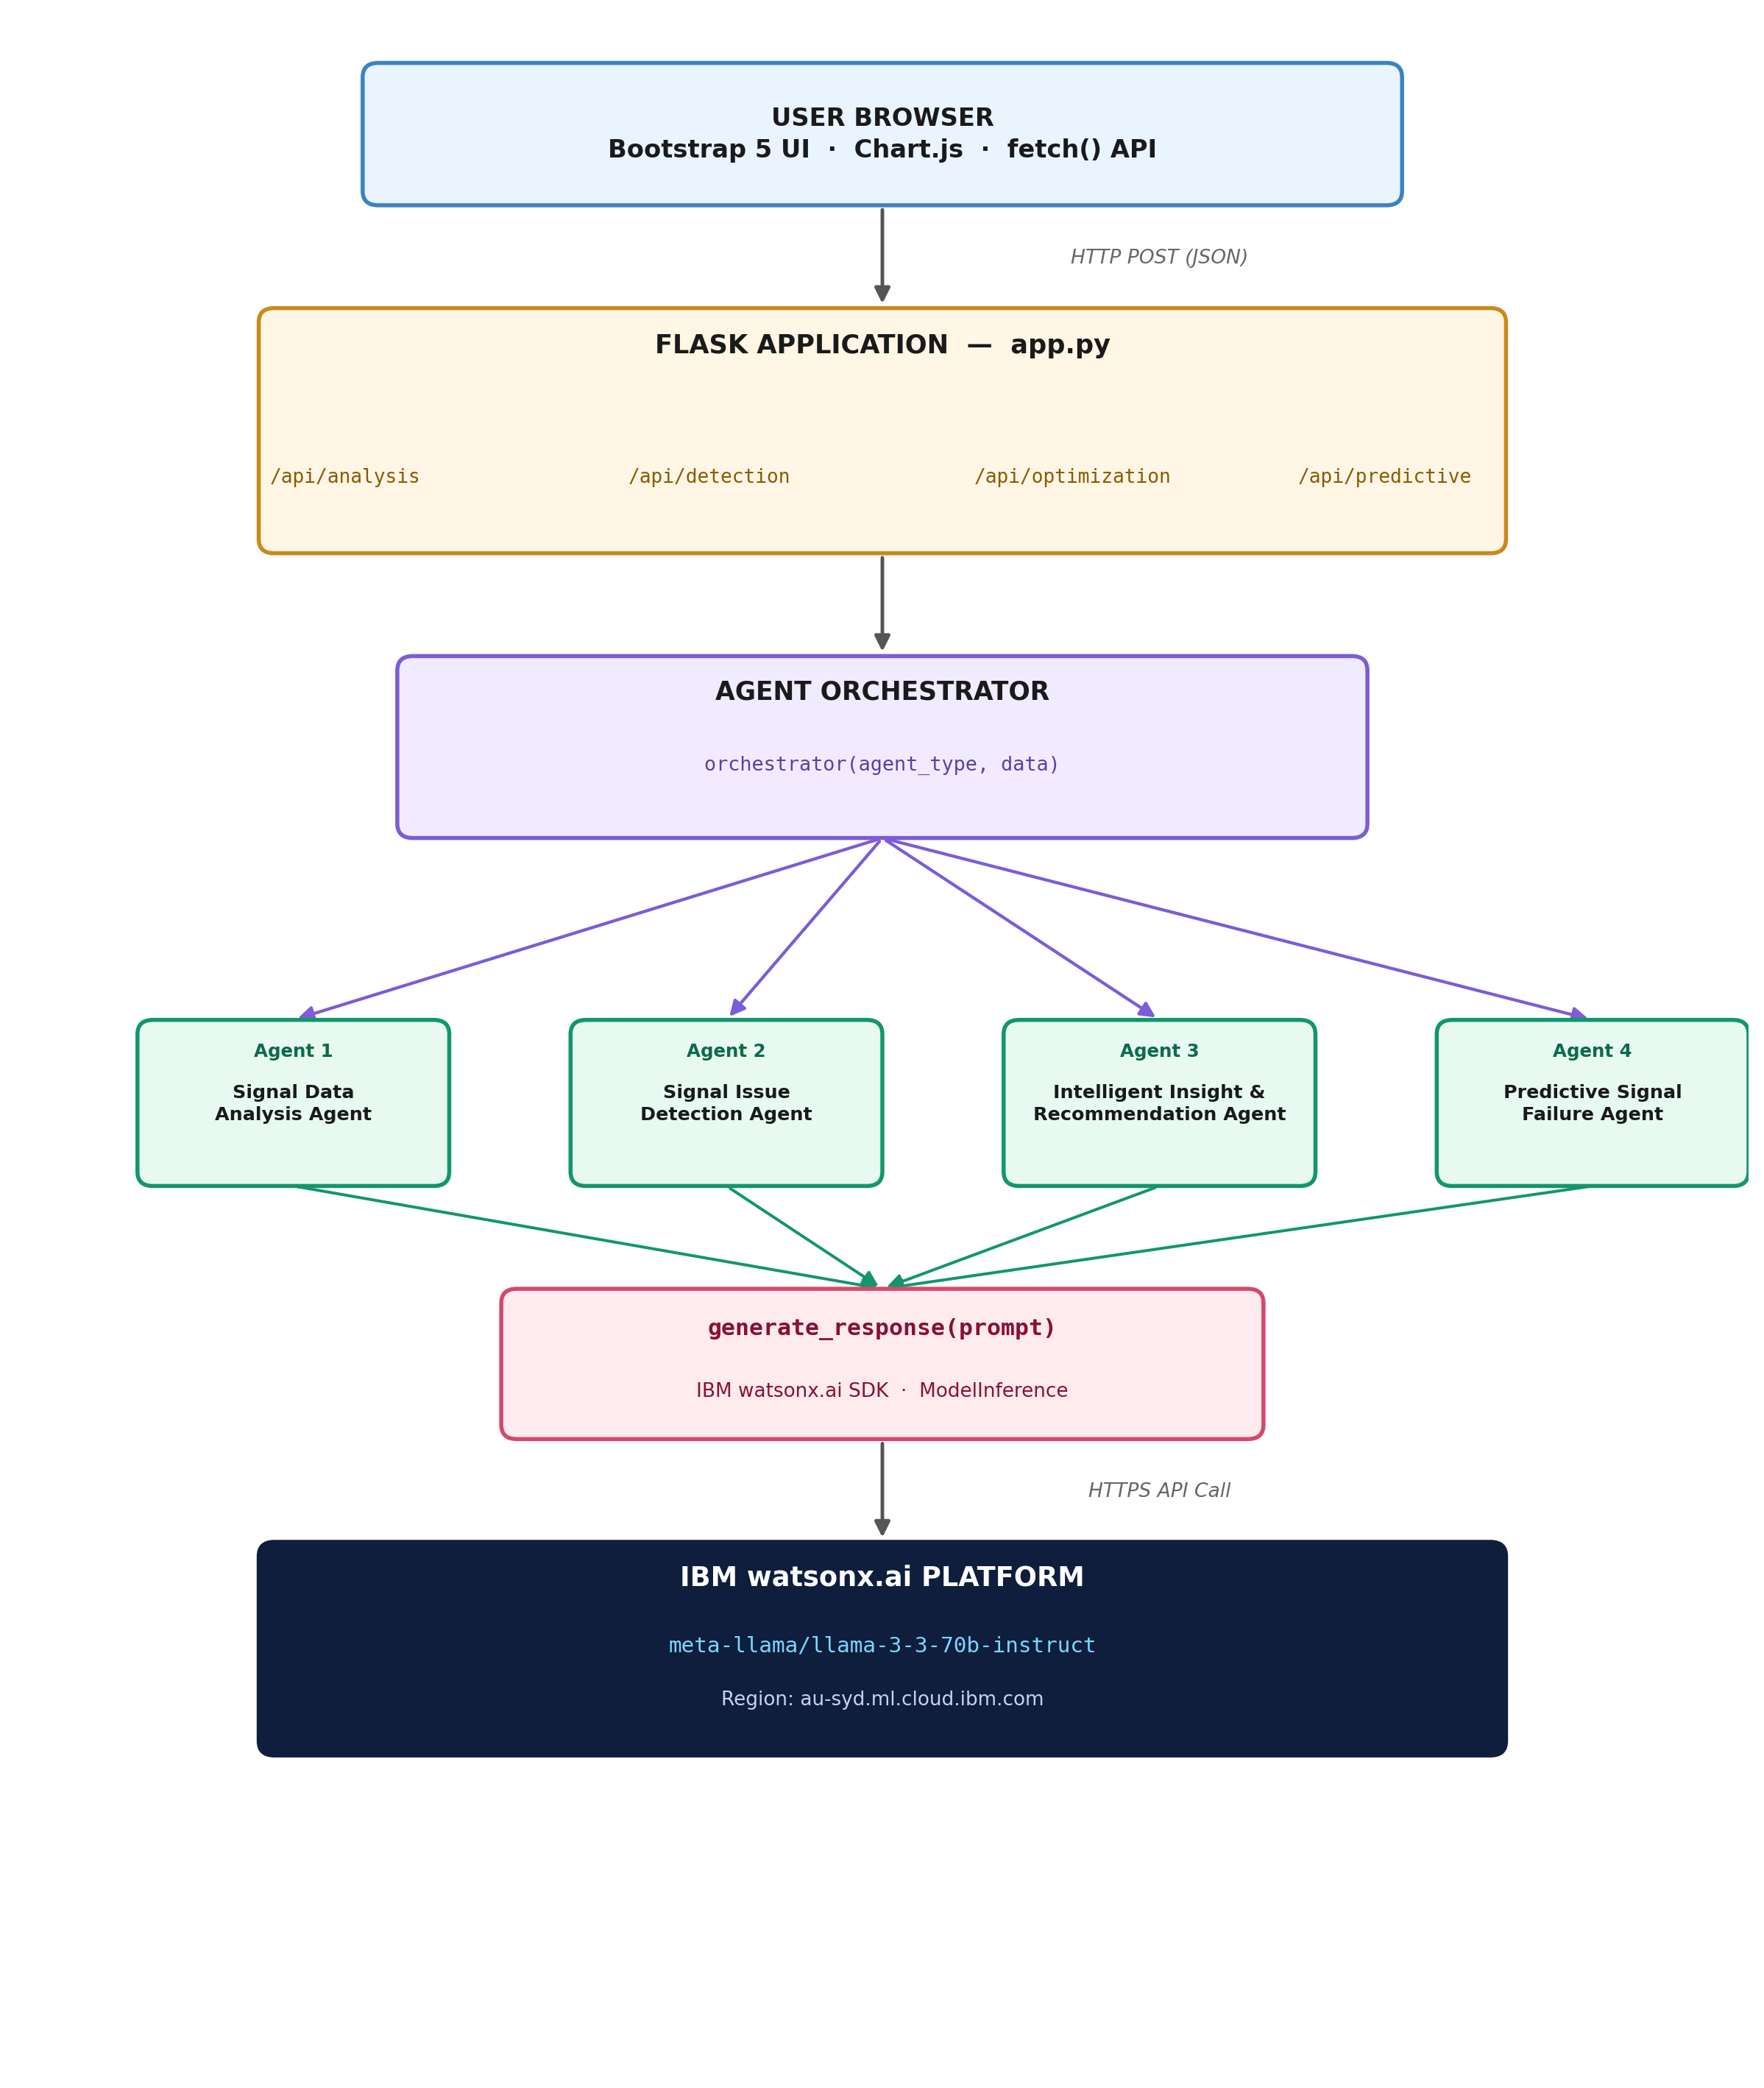 USER BROWSER
Bootstrap 5 UI · Chart.js · fetch() API
HTTP POST (JSON)
FLASK APPLICATION — app.py
/api/analysis /api/detection /api/optimization /api/predictive
AGENT ORCHESTRATOR
orchestrator(agent_type, data)
Agent 1
Signal Data
Analysis Agent
Agent 2
Signal Issue
Detection Agent
Agent 3
Intelligent Insight &
Recommendation Agent
Agent 4
Predictive Signal
Failure Agent
generate_response(prompt)
IBM watsonx.ai SDK · ModelInference
HTTPS API Call
IBM watsonx.ai PLATFORM
meta-llama/llama-3-3-70b-instruct
Region: au-syd.ml.cloud.ibm.com